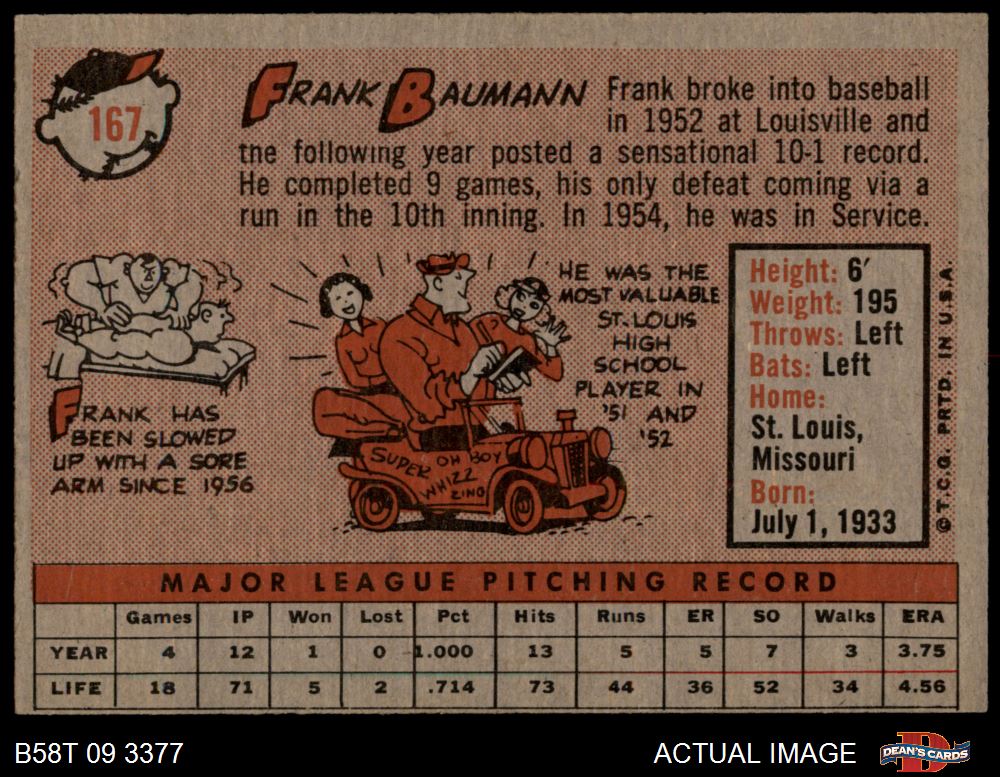 167
FRANK BAUMANN Frank broke into baseball
in 1952 at Louisville and
the following year posted a sensational 10-1 record.
He completed 9 games, his only defeat coming via a
run in the 10th inning. In 1954, he was in Service.
FRANK HAS
BEEN SLOWED
UP WITH A SORE
ARM SINCE 1956
HE WAS THE
MOST VALUABLE
ST. LOUIS
HIGH
SCHOOL
PLAYER IN
'51 AND
'52
SUPER OH BOY
WHIZZ
ZING
Height: 6′
Weight: 195
Throws: Left
Bats: Left
Home:
St. Louis,
Missouri
Born:
July 1, 1933
© T.C.G. PRTD. IN U.S.A.
MAJOR LEAGUE PITCHING RECORD
Games IP Won Lost Pct Hits Runs ER SO Walks ERA
YEAR 4 12 1 0 1.000 13 5 5 7 3 3.75
LIFE 18 71 5 2 .714 73 44 36 52 34 4.56
B58T 09 3377
ACTUAL IMAGE
D
DEAN'S CARDS